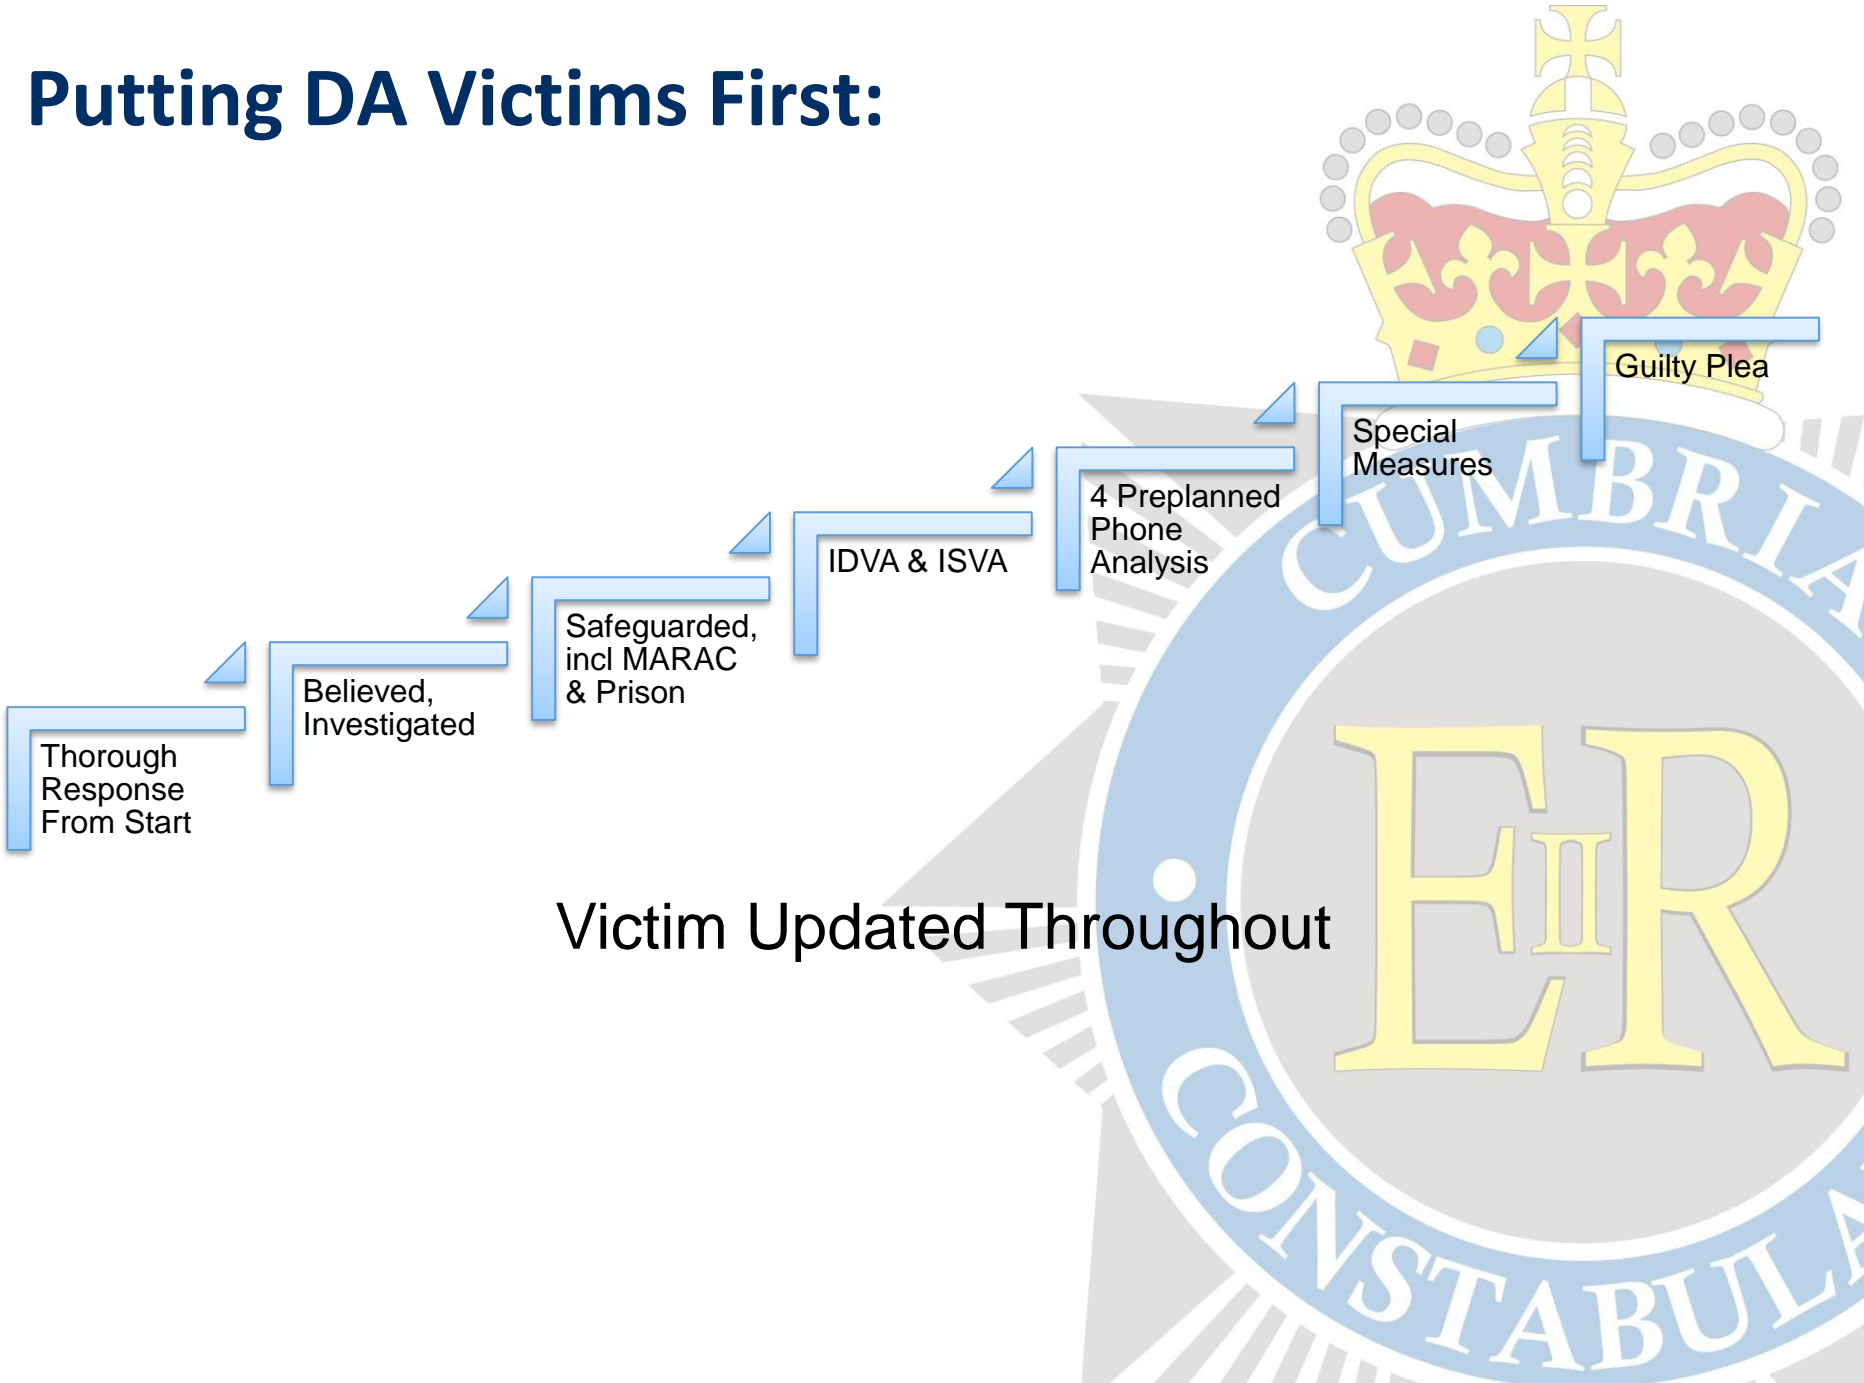 Putting DA Victims First:
Thorough
Response
From Start
Believed,
Investigated
Safeguarded,
incl MARAC
& Prison
IDVA & ISVA
4 Preplanned
Phone
Analysis
Special
Measures
Guilty Plea
Victim Updated Throughout
CUMBRIA
EIIR
CONSTABULA